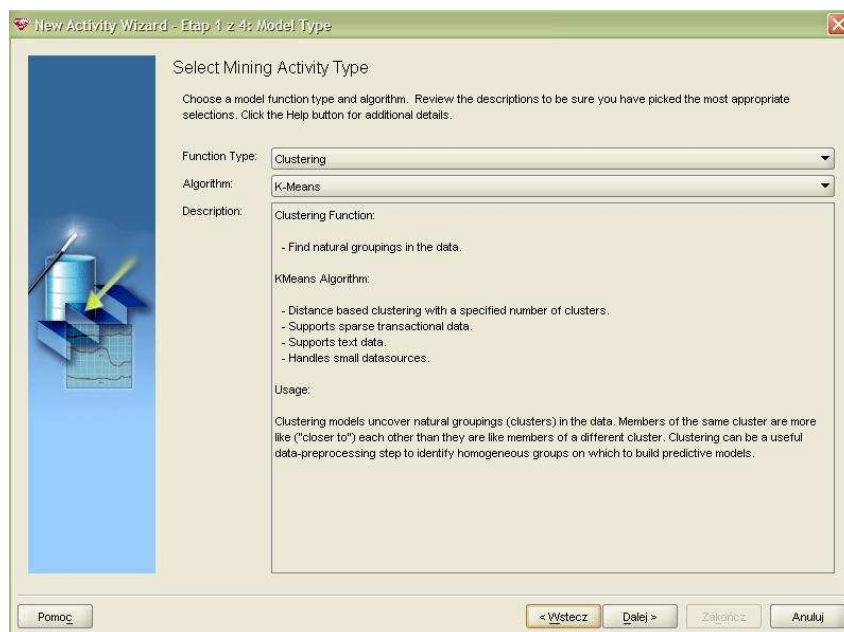 New Activity Wizard - Etap 1 z 4: Model Type
Select Mining Activity Type
Choose a model function type and algorithm. Review the descriptions to be sure you have picked the most appropriate
selections. Click the Help button for additional details.
Function Type: Clustering
Algorithm: K-Means
Description: Clustering Function:
- Find natural groupings in the data.
KMeans Algorithm:
- Distance based clustering with a specified number of clusters.
- Supports sparse transactional data.
- Supports text data.
- Handles small datasources.
Usage:
Clustering models uncover natural groupings (clusters) in the data. Members of the same cluster are more
like ("closer to") each other than they are like members of a different cluster. Clustering can be a useful
data-preprocessing step to identify homogeneous groups on which to build predictive models.
Pomoc < Wstecz Dalej > Zakończ Anuluj